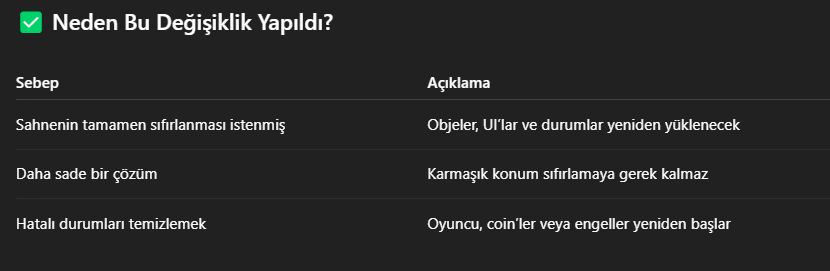 ✅ Neden Bu Değişiklik Yapıldı?
Sebep Açıklama
Sahnenin tamamen sıfırlanması istenmiş Objeler, UI'lar ve durumlar yeniden yüklenecek
Daha sade bir çözüm Karmaşık konum sıfırlamaya gerek kalmaz
Hatalı durumları temizlemek Oyuncu, coin'ler veya engeller yeniden başlar